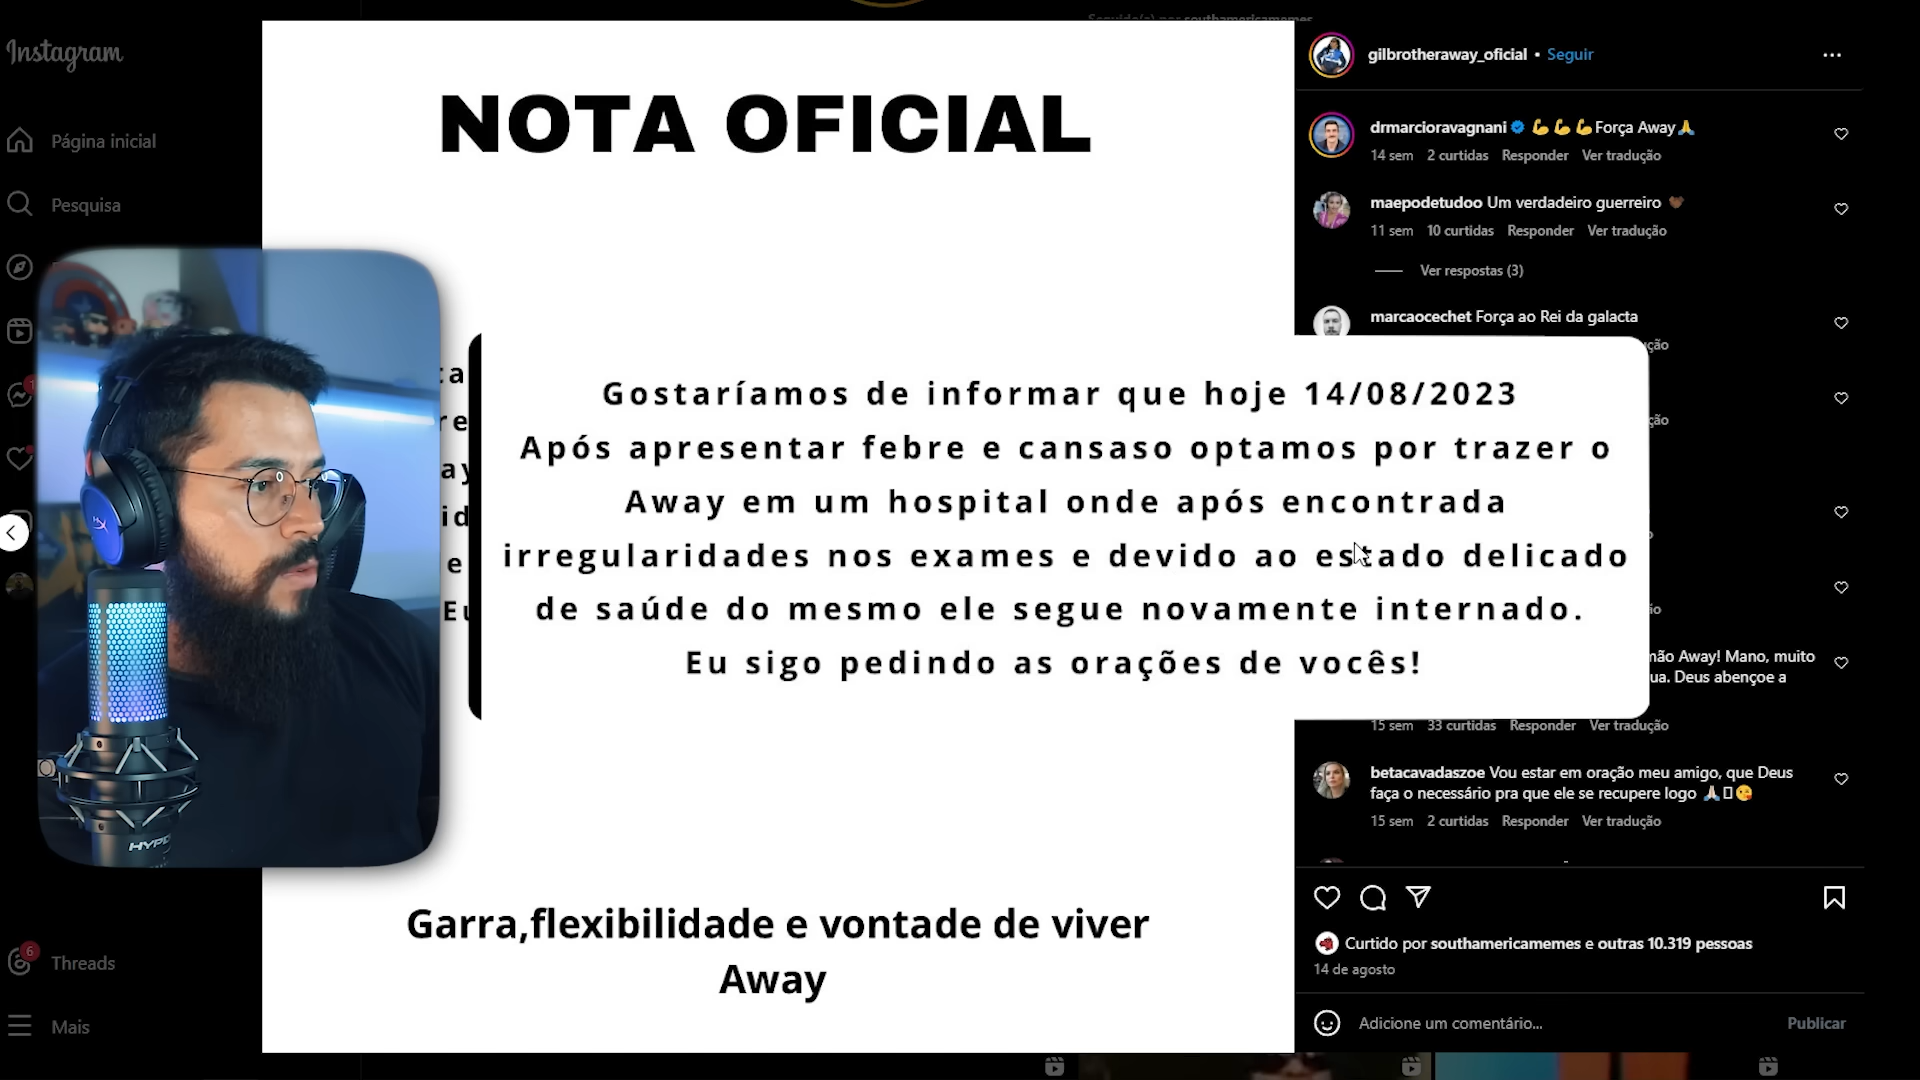 Instagram
Página inicial
Pesquisa
Threads
6
Mais
NOTA OFICIAL
Gostaríamos de informar que hoje 14/08/2023
Após apresentar febre e cansaso optamos por trazer o
Away em um hospital onde após encontrada
irregularidades nos exames e devido ao estado delicado
de saúde do mesmo ele segue novamente internado.
Eu sigo pedindo as orações de vocês!
Garra,flexibilidade e vontade de viver
Away
gilbrotheraway_oficial • Seguir
drmarcioravagnani 💪💪💪Força Away🙏
14 sem 2 curtidas Responder Ver tradução
maepodetudoo Um verdadeiro guerreiro
11 sem 10 curtidas Responder Ver tradução
Ver respostas (3)
marcaocechet Força ao Rei da galacta
Away! Mano, muito
Deus abençoe a
15 sem 33 curtidas Responder Ver tradução
betacavadaszoe Vou estar em oração meu amigo, que Deus
faça o necessário pra que ele se recupere logo 🙏🏻😘
15 sem 2 curtidas Responder Ver tradução
Curtido por southamericamemes e outras 10.319 pessoas
14 de agosto
Adicione um comentário...
Publicar